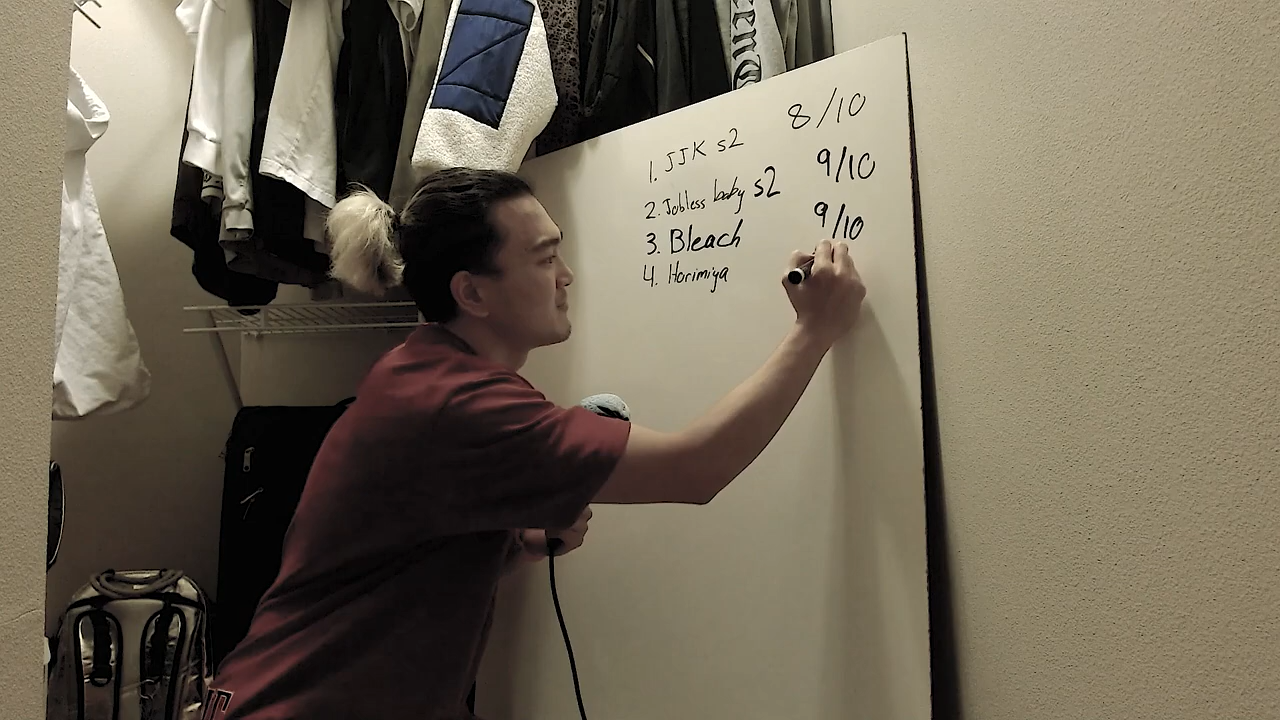 1. JJK s2 8/10
2. Jobless baby s2 9/10
3. Bleach 9/10
4. Horimiya